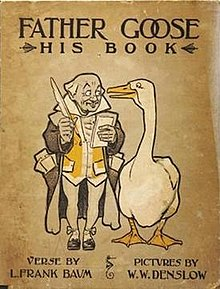 FATHER GOOSE
HIS BOOK
VERSE BY
L. FRANK BAUM
PICTURES BY
W. W. DENSLOW